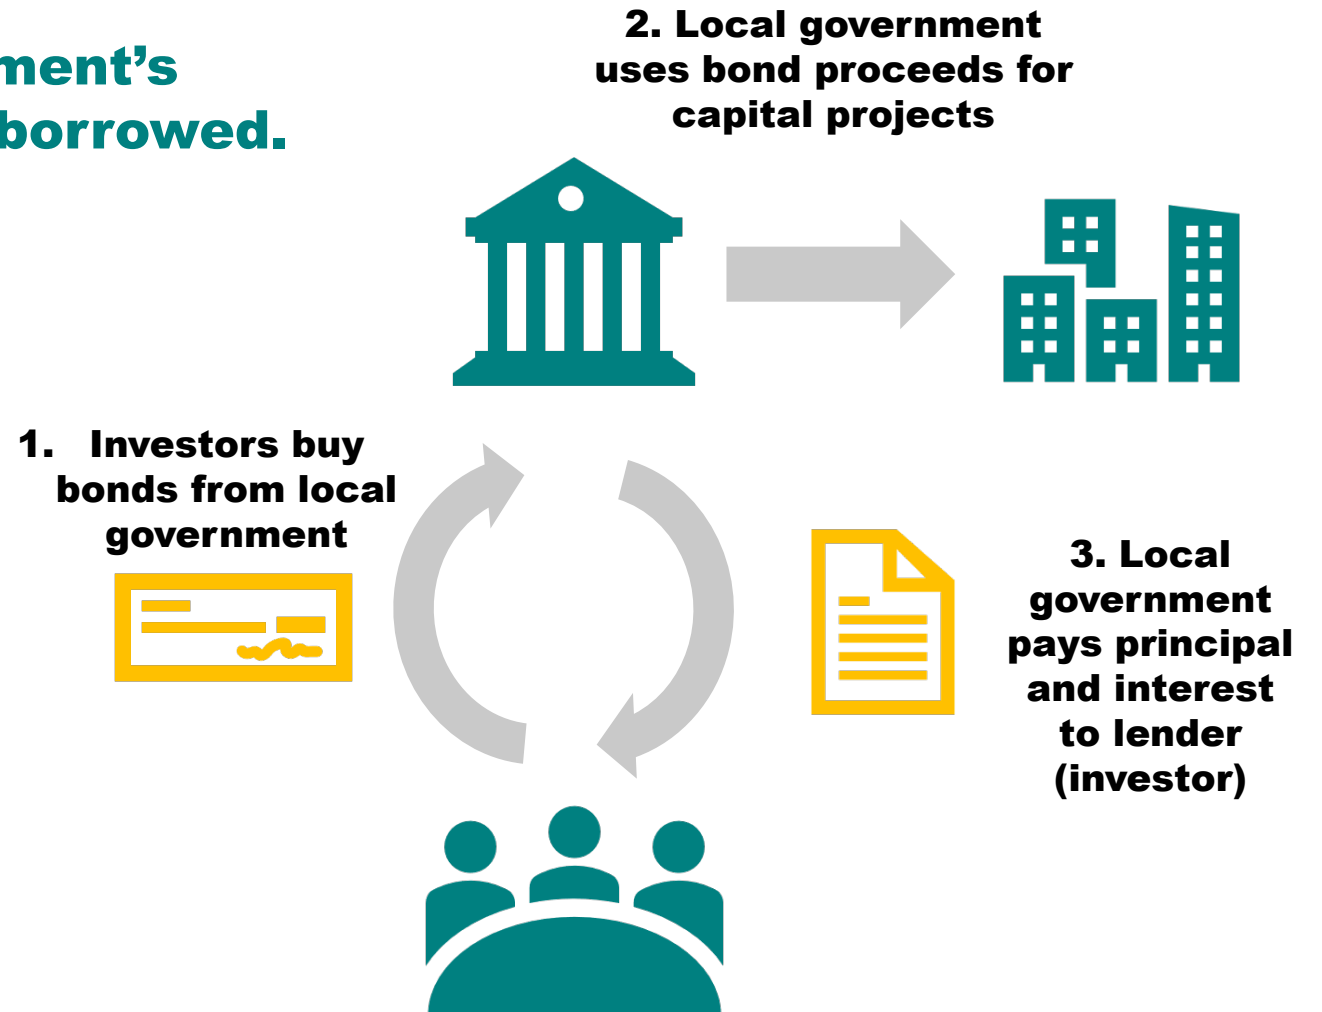 ment’s
borrowed.
2. Local government
uses bond proceeds for
capital projects
1. Investors buy
bonds from local
government
3. Local
government
pays principal
and interest
to lender
(investor)